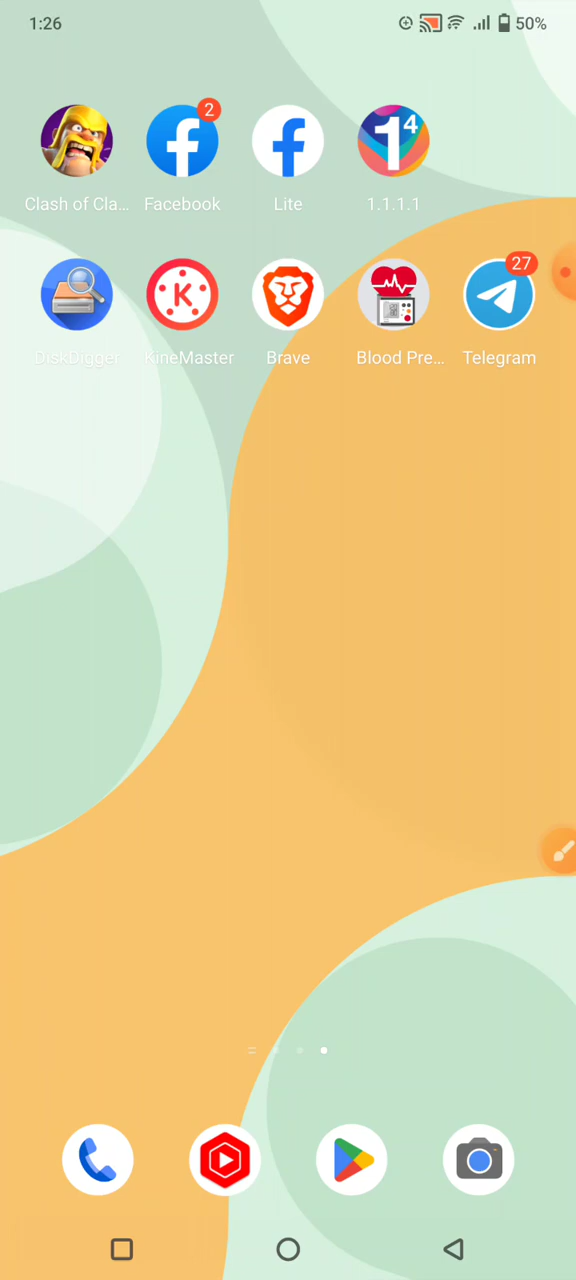 1:26
50%
2
Clash of Cla... Facebook Lite 1.1.1.1
27
DiskDigger KineMaster Brave Blood Pre... Telegram